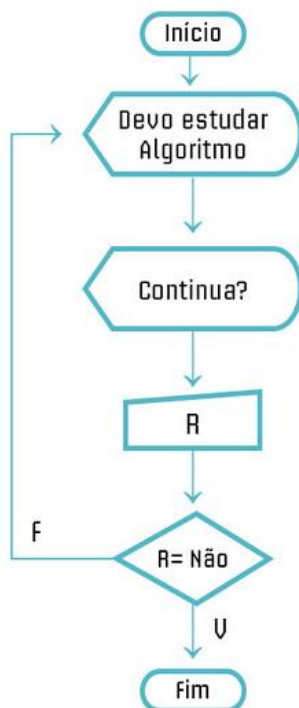 Início
Devo estudar
Algoritmo
Continua?
R
F
R= Não
V
Fim